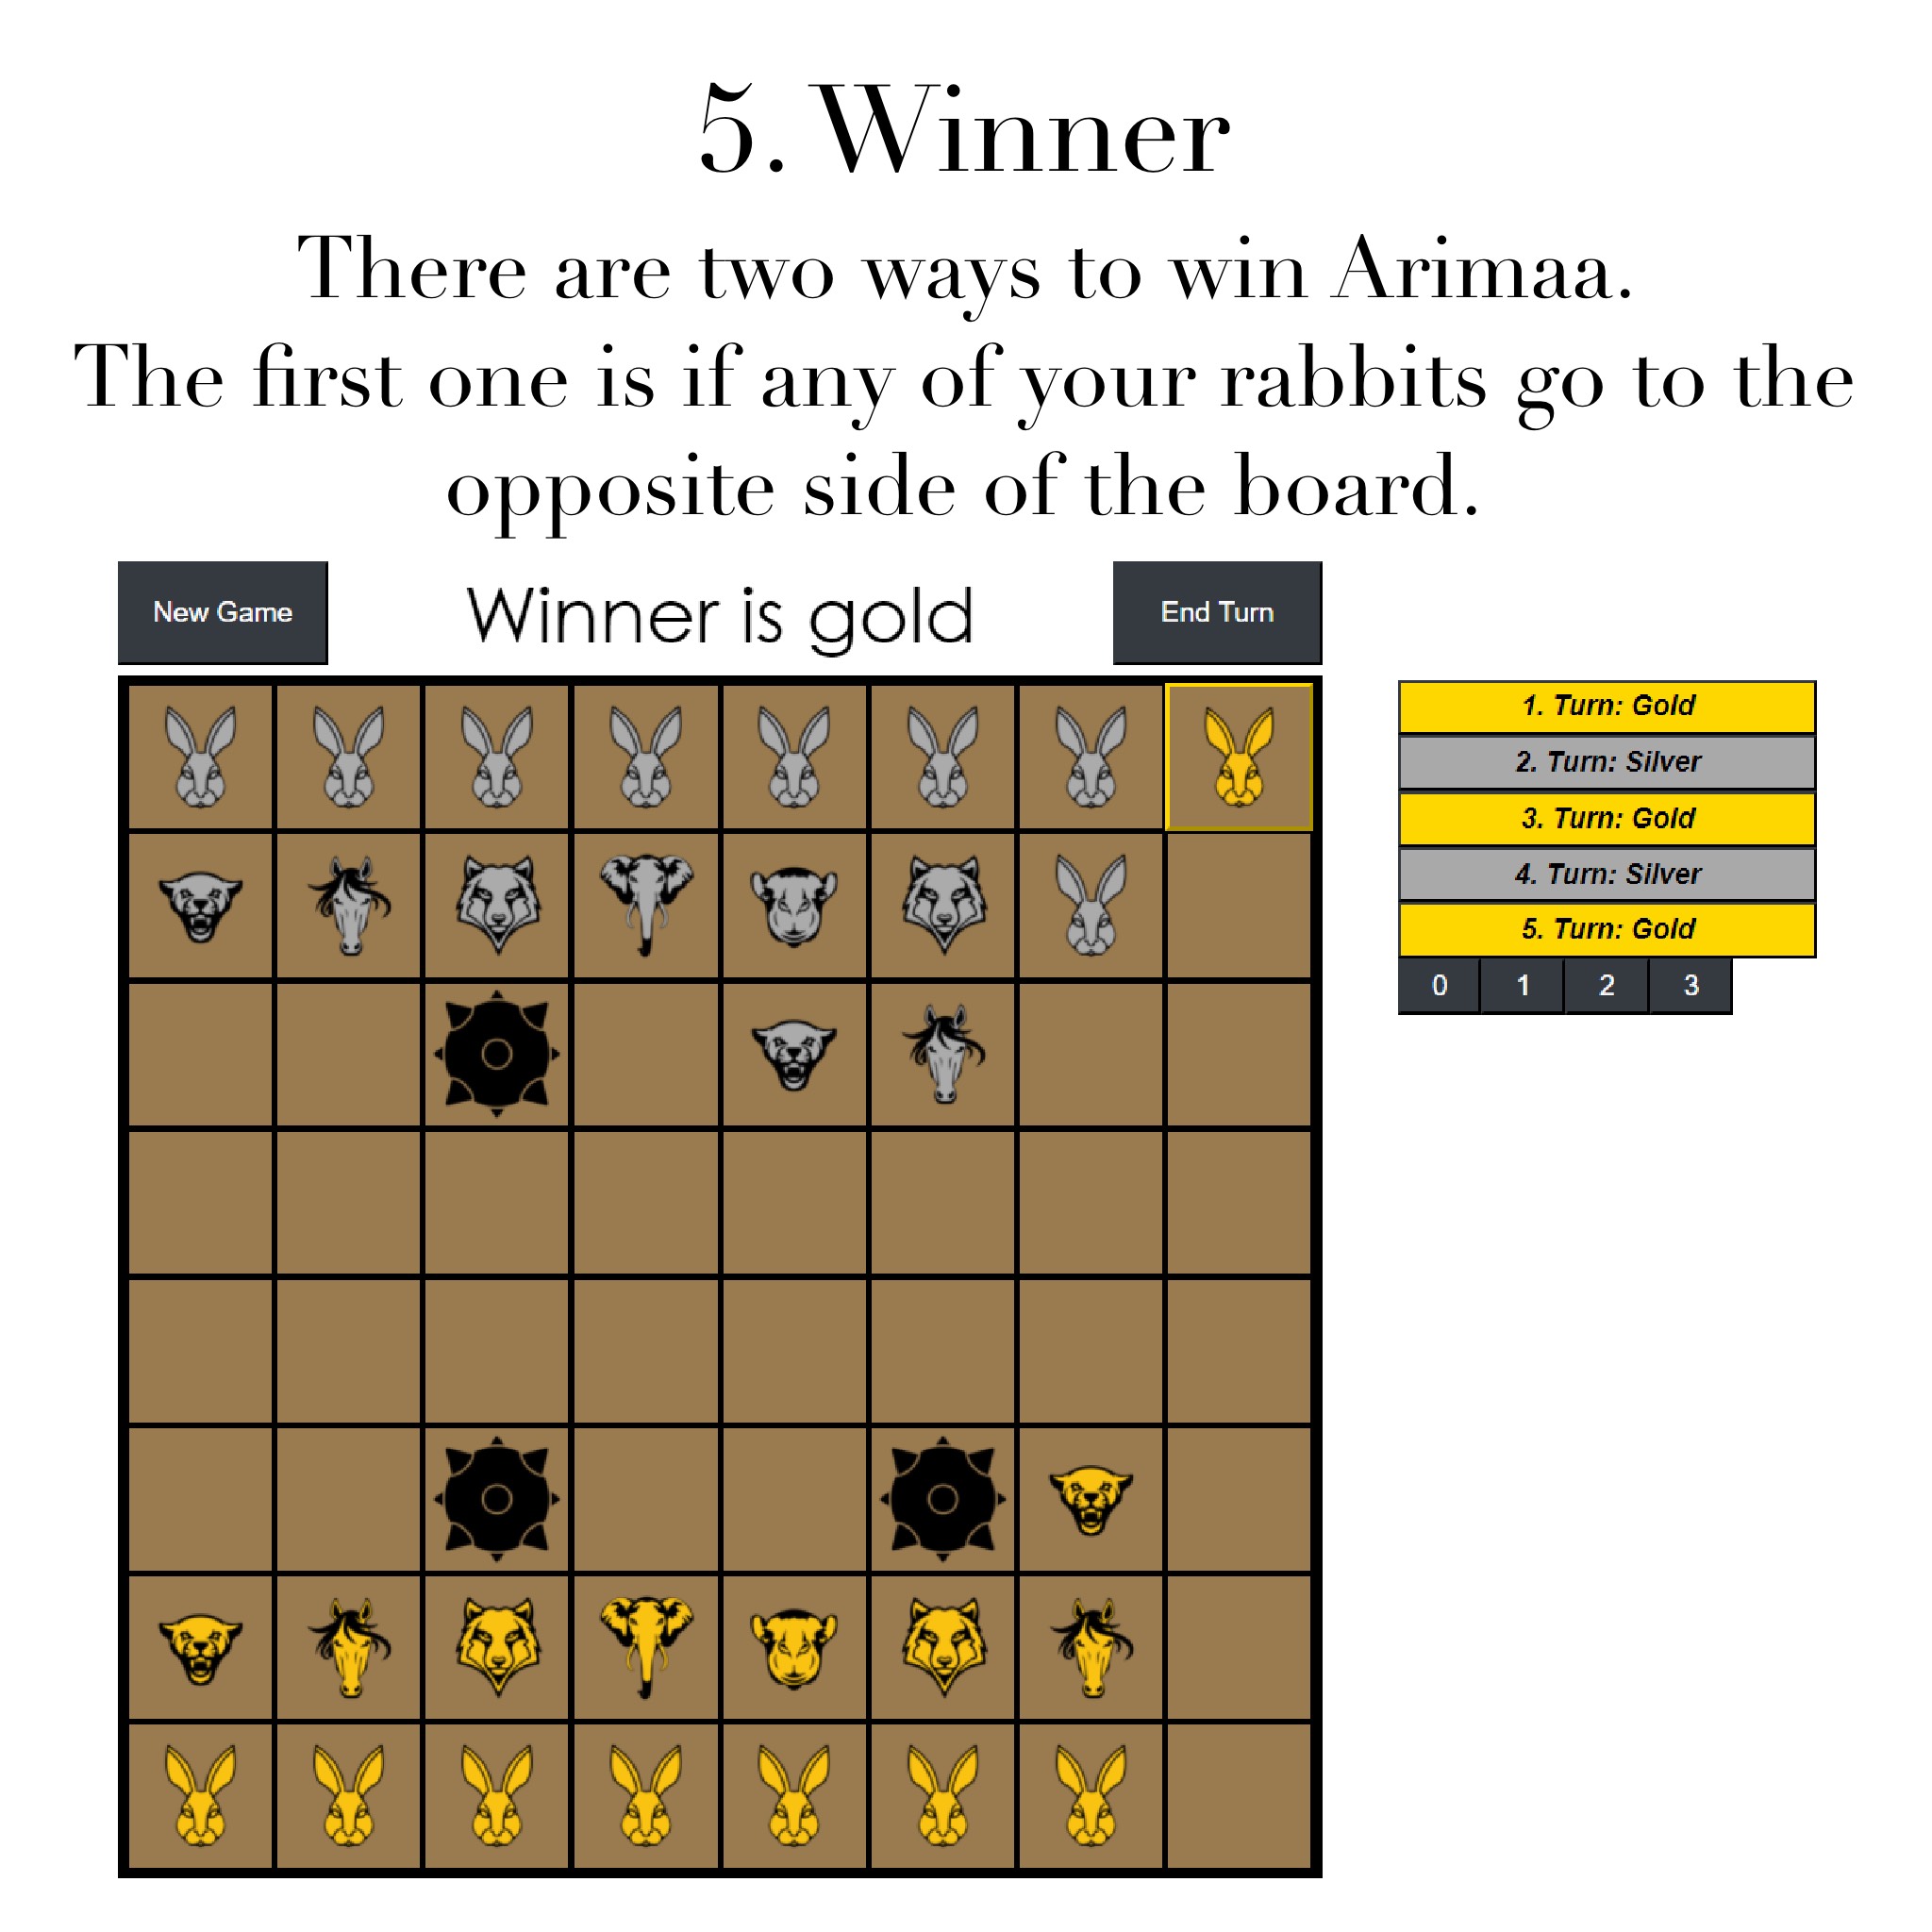 5. Winner
There are two ways to win Arimaa.
The first one is if any of your rabbits go to the
opposite side of the board.
New Game
Winner is gold
End Turn
1. Turn: Gold
2. Turn: Silver
3. Turn: Gold
4. Turn: Silver
5. Turn: Gold
0 1 2 3